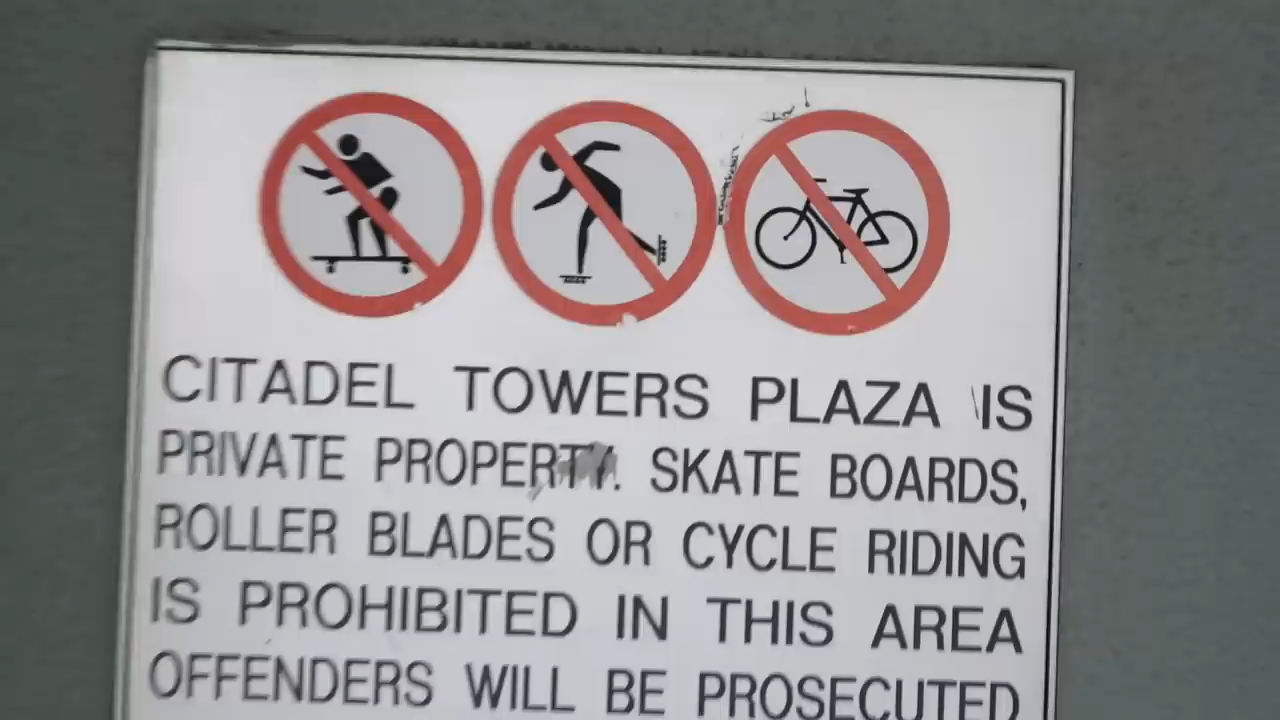 CITADEL TOWERS PLAZA IS
PRIVATE PROPERTY. SKATE BOARDS,
ROLLER BLADES OR CYCLE RIDING
IS PROHIBITED IN THIS AREA
OFFENDERS WILL BE PROSECUTED